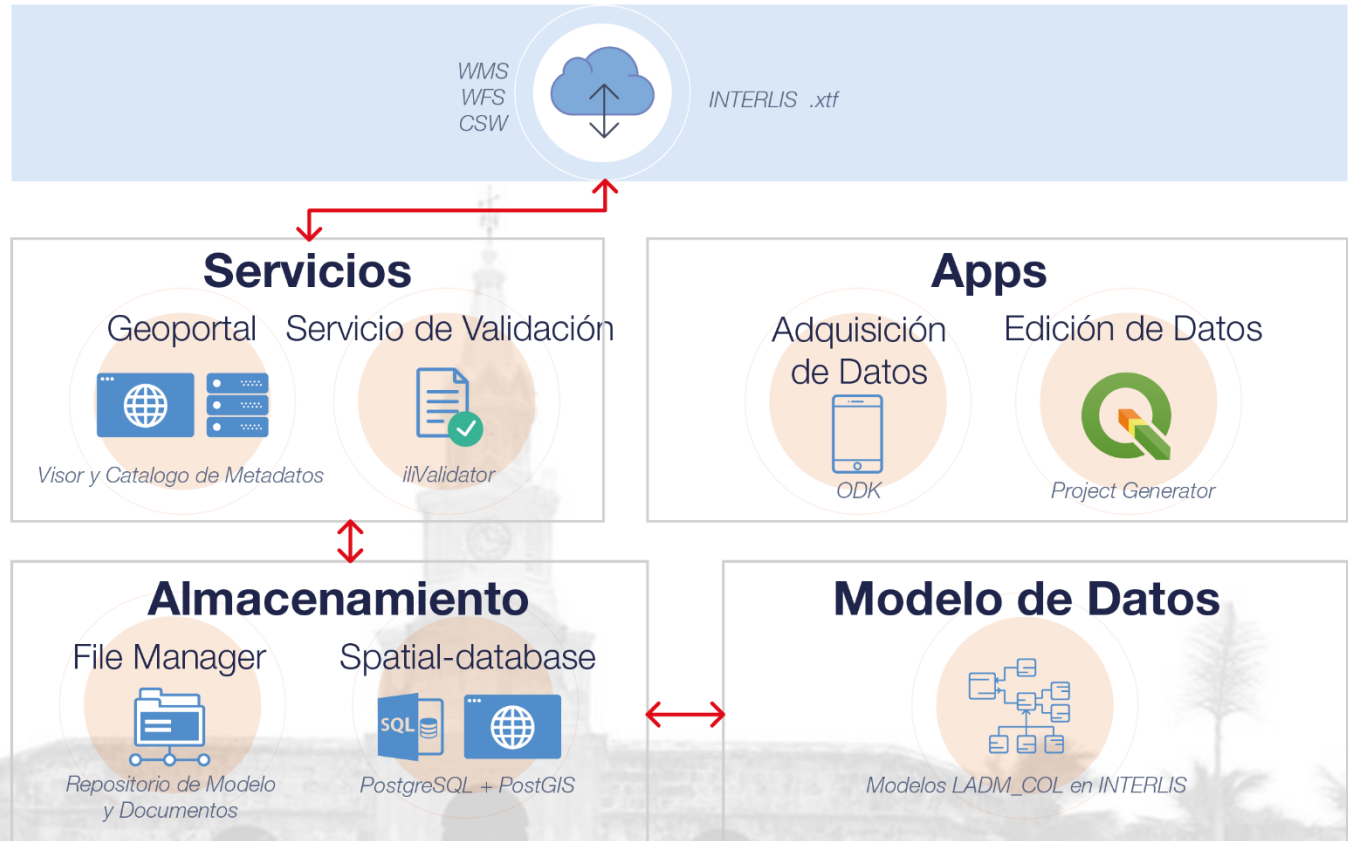 WMS
WFS
CSW
INTERLIS .xtf
Servicios
Geoportal
Servicio de Validación
Visor y Catalogo de Metadatos
iliValidator
Apps
Adquisición
de Datos
Edición de Datos
ODK
Project Generator
Almacenamiento
File Manager
Spatial-database
SQL
Repositorio de Modelo
y Documentos
PostgreSQL + PostGIS
Modelo de Datos
Modelos LADM_COL en INTERLIS